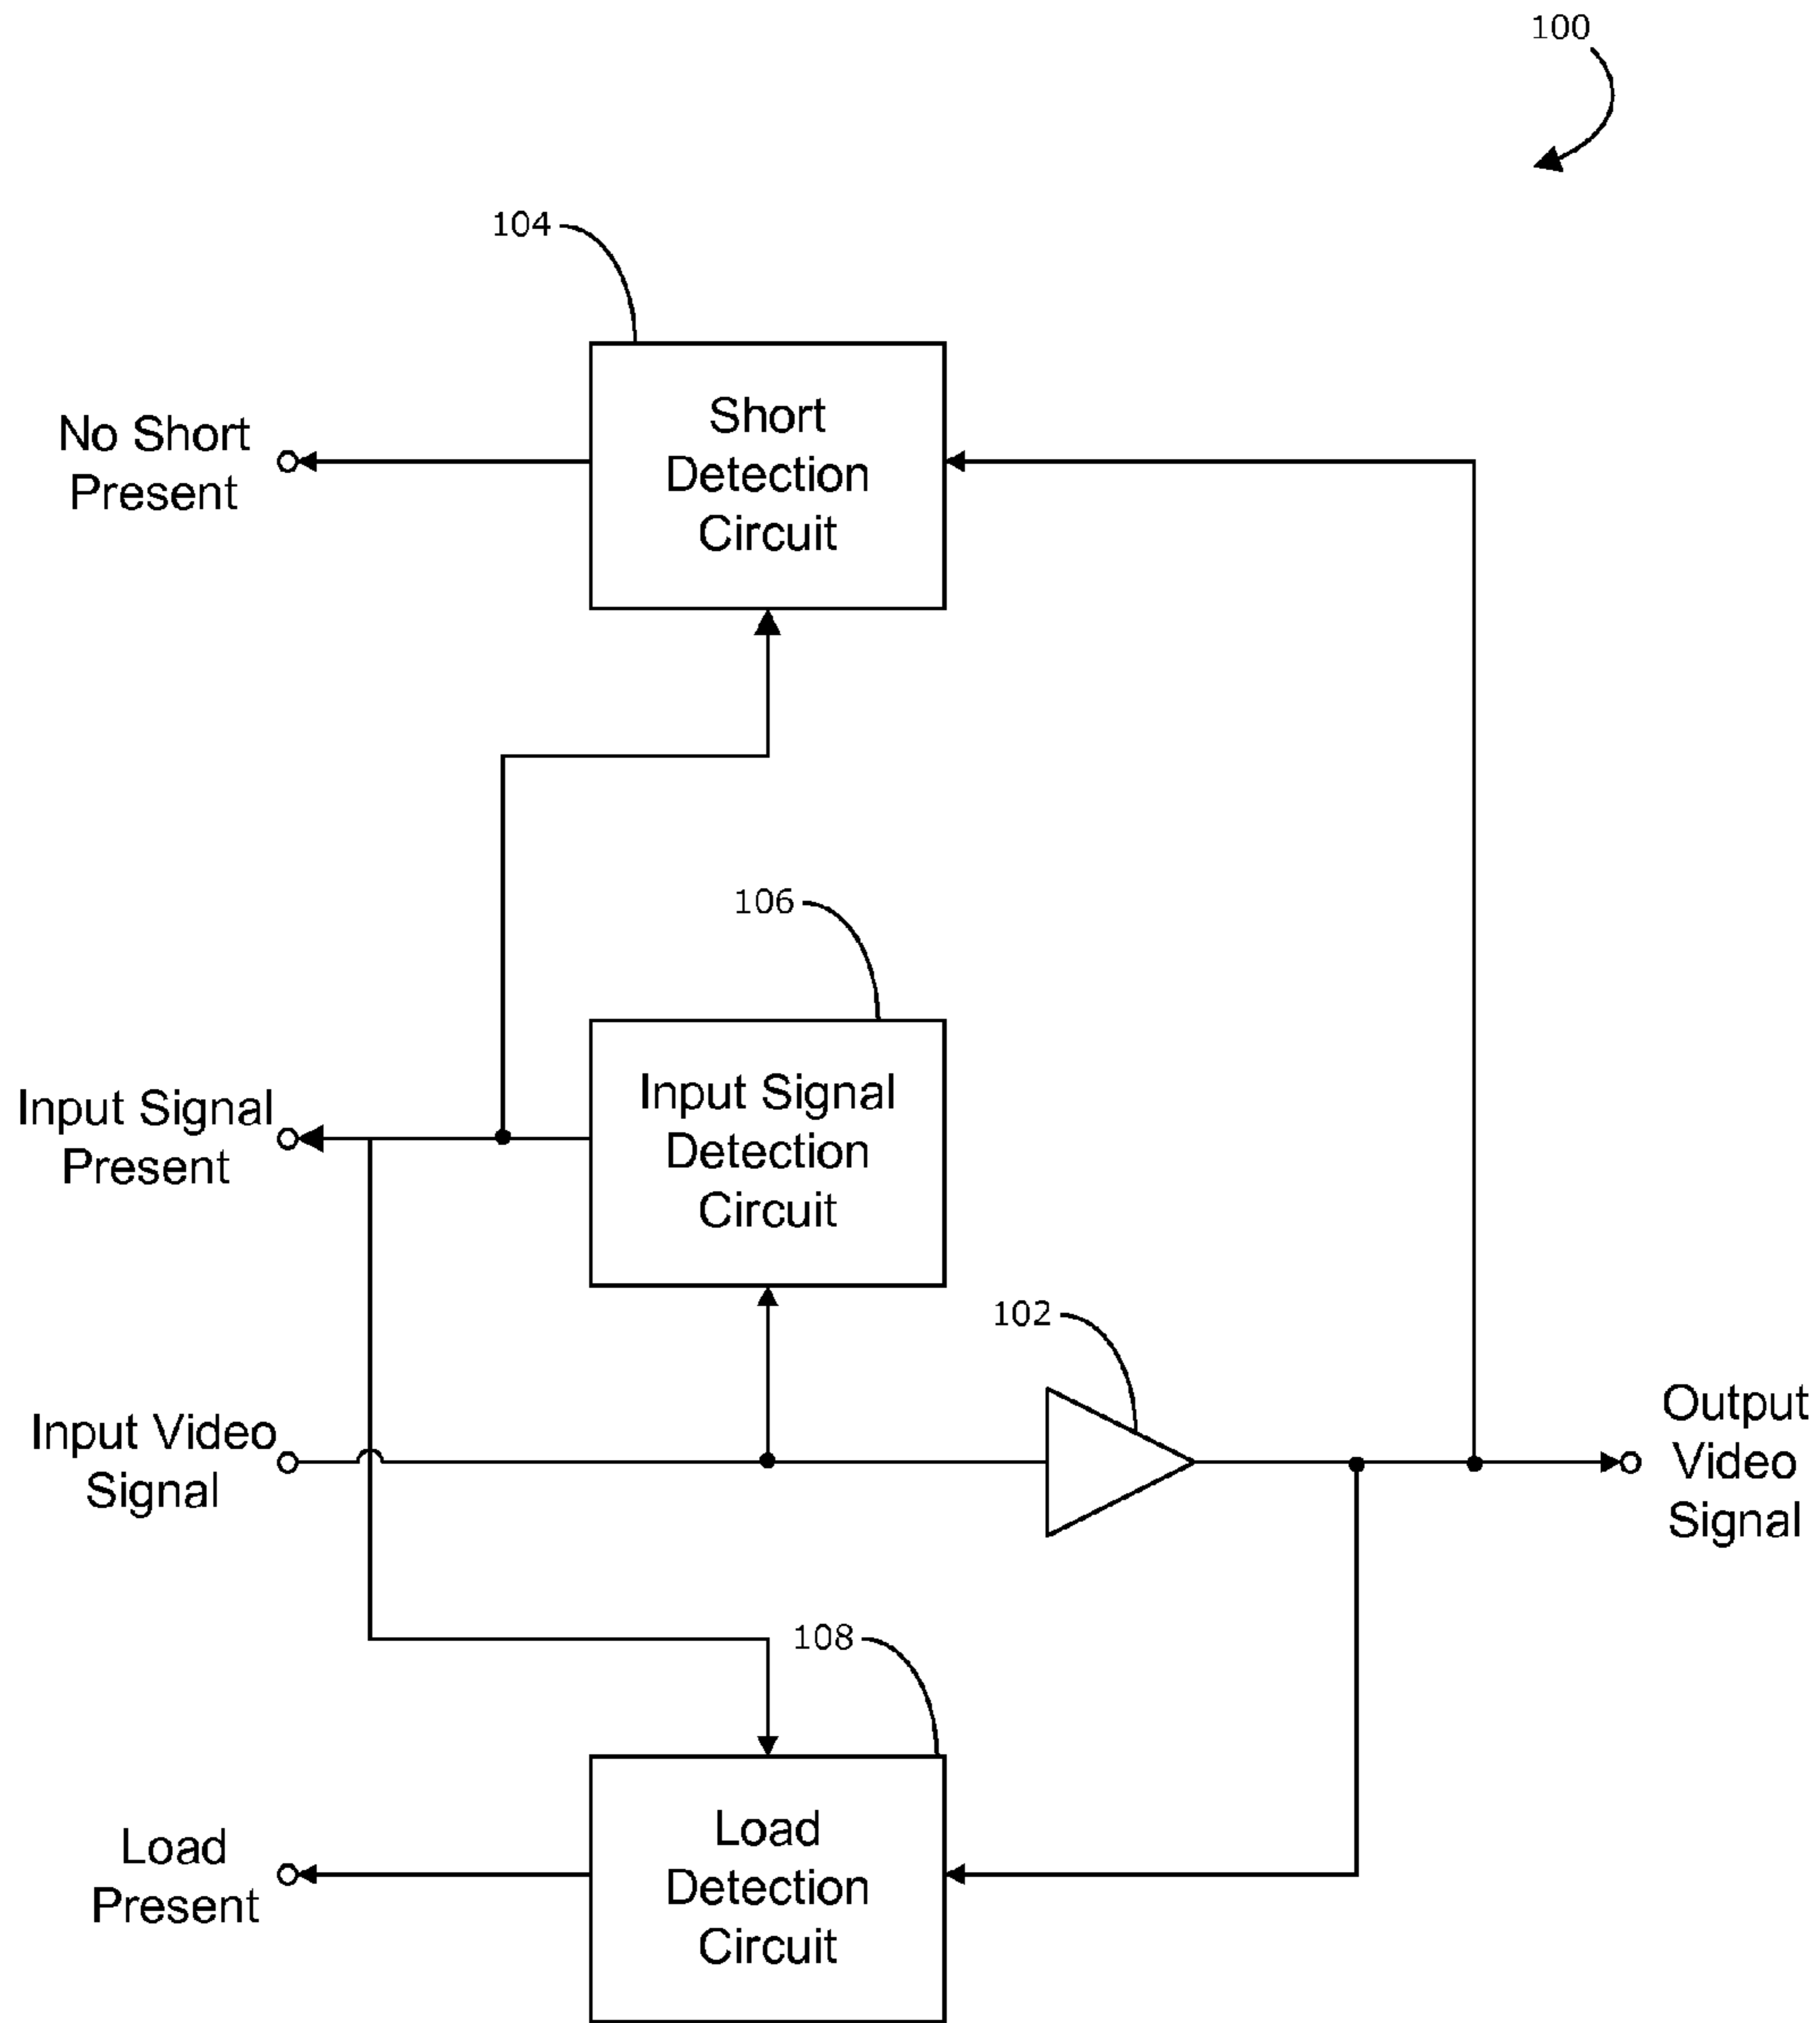 100
104
No Short
Present
Short
Detection
Circuit
106
Input Signal
Present
Input Signal
Detection
Circuit
102
Input Video
Signal
Output
Video
Signal
108
Load
Present
Load
Detection
Circuit